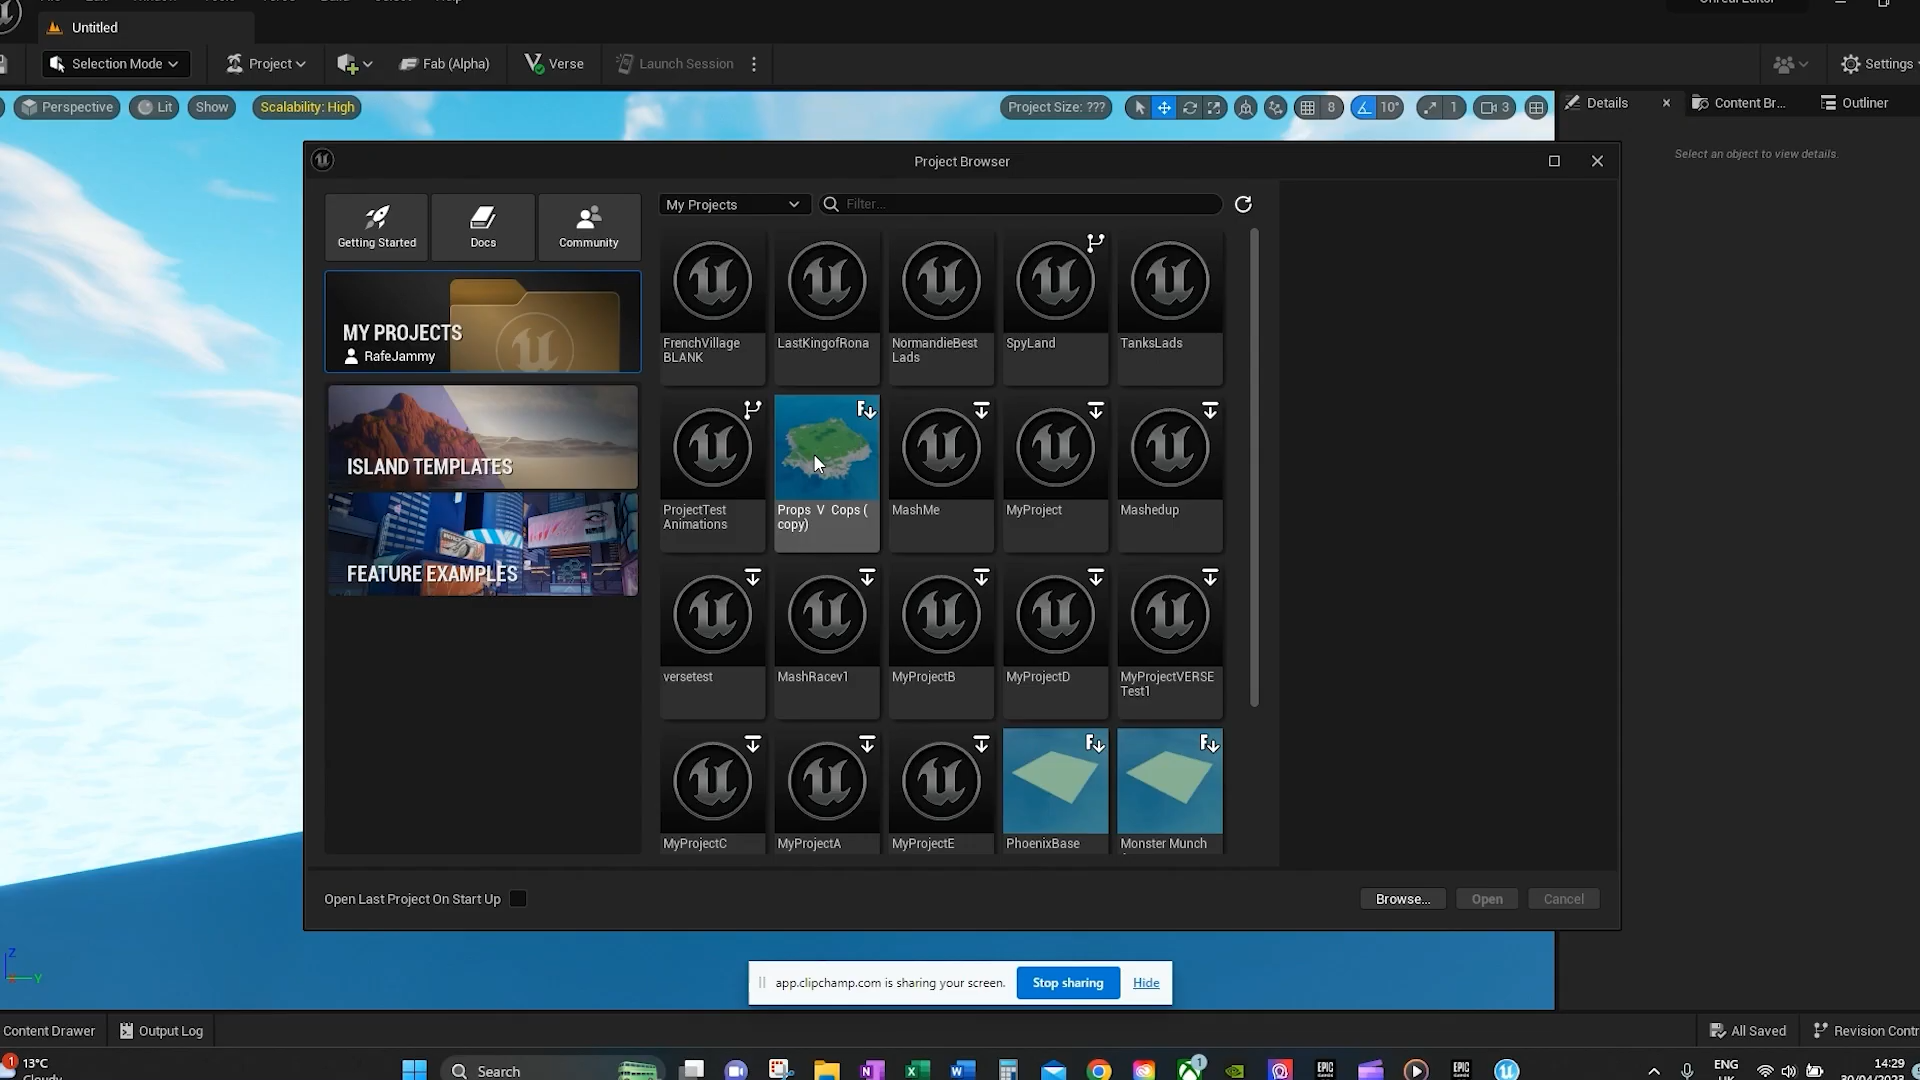 Untitled
Selection Mode
Project
Fab (Alpha)
Verse
Launch Session
Settings
Perspective
Lit
Show
Scalability: High
Project Size: ???
8
10°
1
3
Details
Content Br...
Outliner
Select an object to view details.
Project Browser
Getting Started
Docs
Community
My Projects
Filter...
MY PROJECTS
RafeJammy
ISLAND TEMPLATES
FEATURE EXAMPLES
FrenchVillage
BLANK
LastKingofRona
NormandieBest
Lads
SpyLand
TanksLads
ProjectTest
Animations
Props V Cops (
copy)
MashMe
MyProject
Mashedup
versetest
MashRacev1
MyProjectB
MyProjectD
MyProjectVERSE
Test1
MyProjectC
MyProjectA
MyProjectE
PhoenixBase
Monster Munch
Open Last Project On Start Up
Browse...
Open
Cancel
Z
Y
app.clipchamp.com is sharing your screen.
Stop sharing
Hide
Content Drawer
Output Log
All Saved
Revision Contr
1
13°C
Search
1
EPIC
EPIC
ENG
14:29